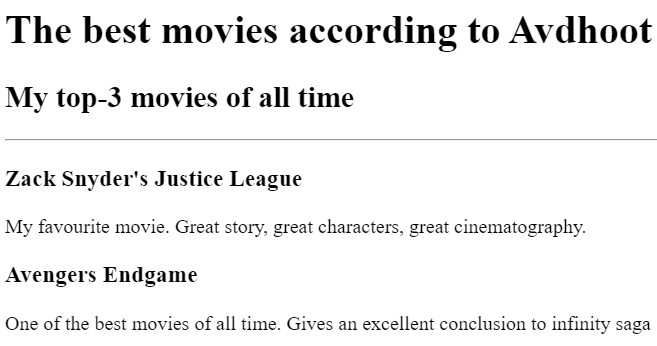 The best movies according to Avdhoot
My top-3 movies of all time
Zack Snyder's Justice League
My favourite movie. Great story, great characters, great cinematography.
Avengers Endgame
One of the best movies of all time. Gives an excellent conclusion to infinity saga